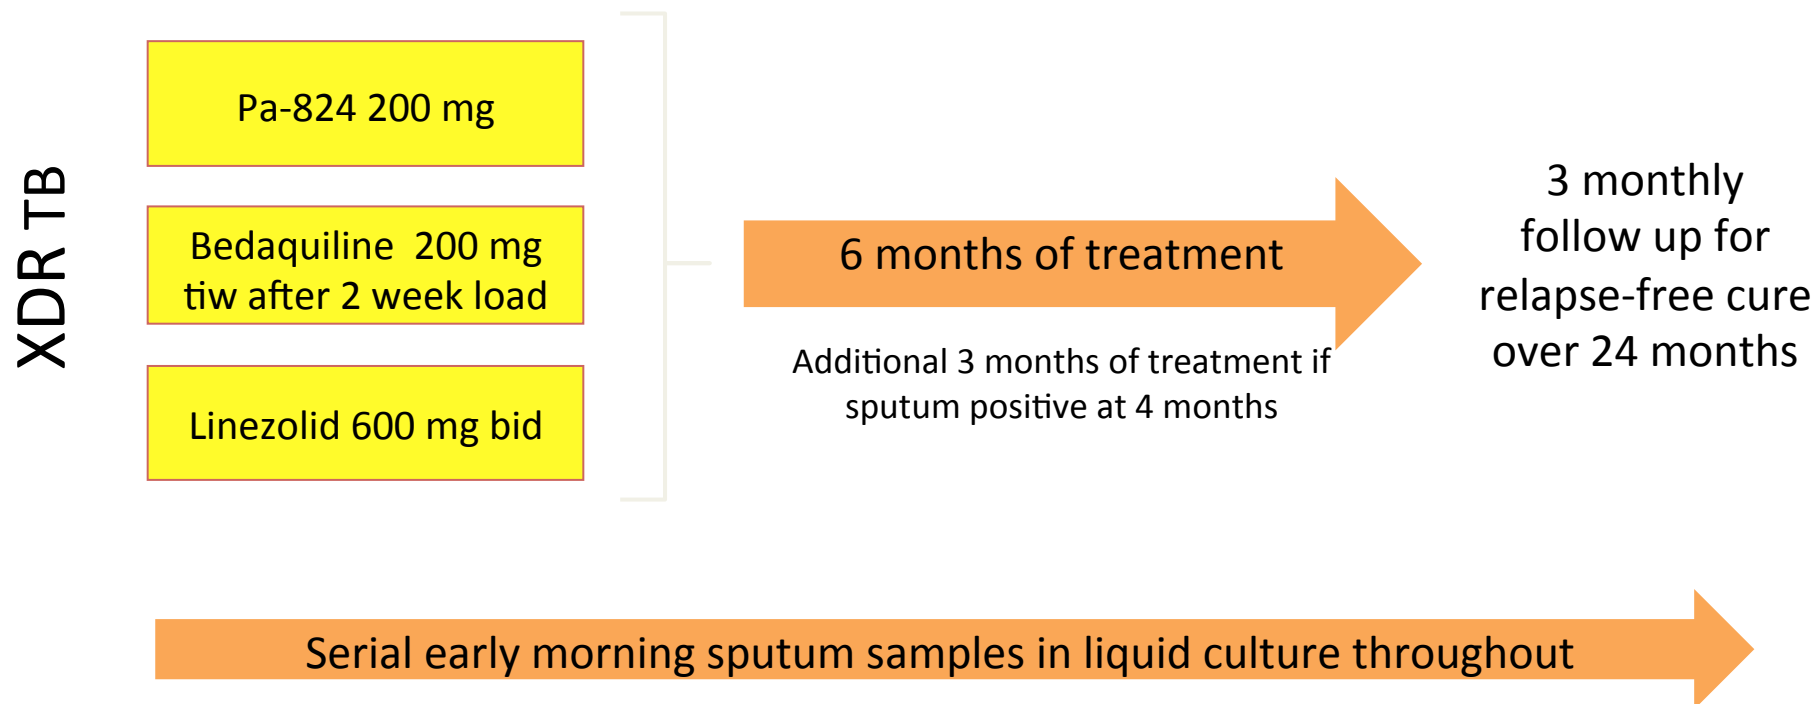 XDR TB
Pa-824 200 mg
Bedaquiline 200 mg
tiw after 2 week load
Linezolid 600 mg bid
6 months of treatment
Additional 3 months of treatment if
sputum positive at 4 months
3 monthly
follow up for
relapse-free cure
over 24 months
Serial early morning sputum samples in liquid culture throughout